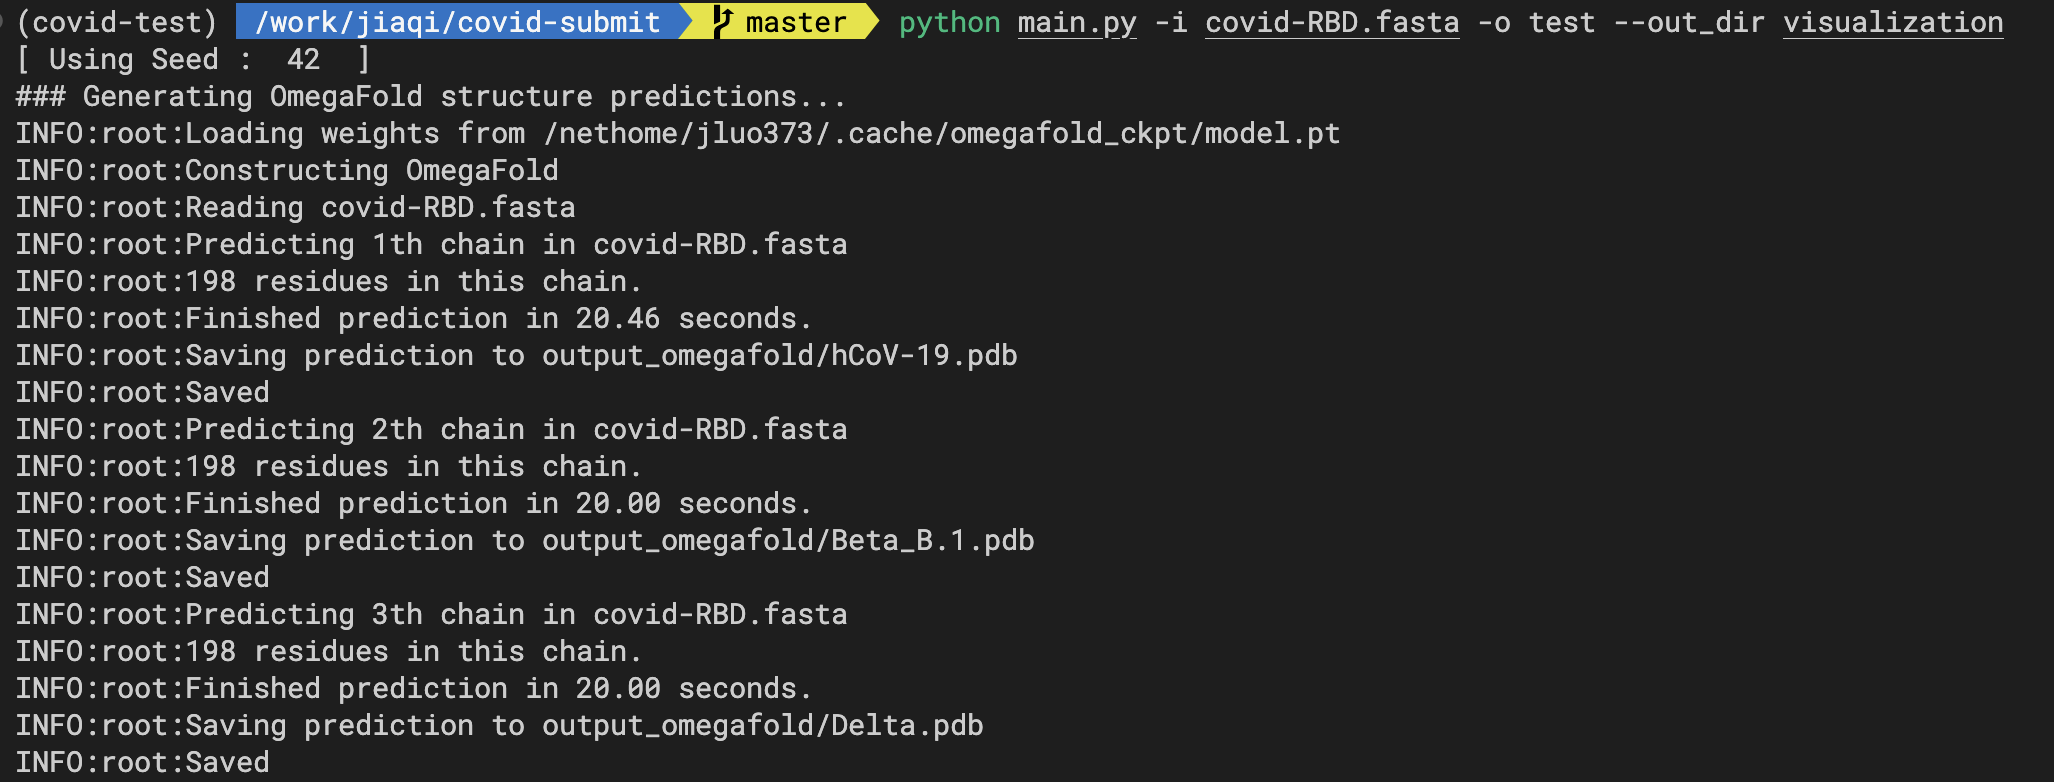 (covid-test) /work/jiaqi/covid-submit master python main.py -i covid-RBD.fasta -o test --out_dir visualization
[ Using Seed :  42  ]
### Generating OmegaFold structure predictions...
INFO:root:Loading weights from /nethome/jluo373/.cache/omegafold_ckpt/model.pt
INFO:root:Constructing OmegaFold
INFO:root:Reading covid-RBD.fasta
INFO:root:Predicting 1th chain in covid-RBD.fasta
INFO:root:198 residues in this chain.
INFO:root:Finished prediction in 20.46 seconds.
INFO:root:Saving prediction to output_omegafold/hCoV-19.pdb
INFO:root:Saved
INFO:root:Predicting 2th chain in covid-RBD.fasta
INFO:root:198 residues in this chain.
INFO:root:Finished prediction in 20.00 seconds.
INFO:root:Saving prediction to output_omegafold/Beta_B.1.pdb
INFO:root:Saved
INFO:root:Predicting 3th chain in covid-RBD.fasta
INFO:root:198 residues in this chain.
INFO:root:Finished prediction in 20.00 seconds.
INFO:root:Saving prediction to output_omegafold/Delta.pdb
INFO:root:Saved